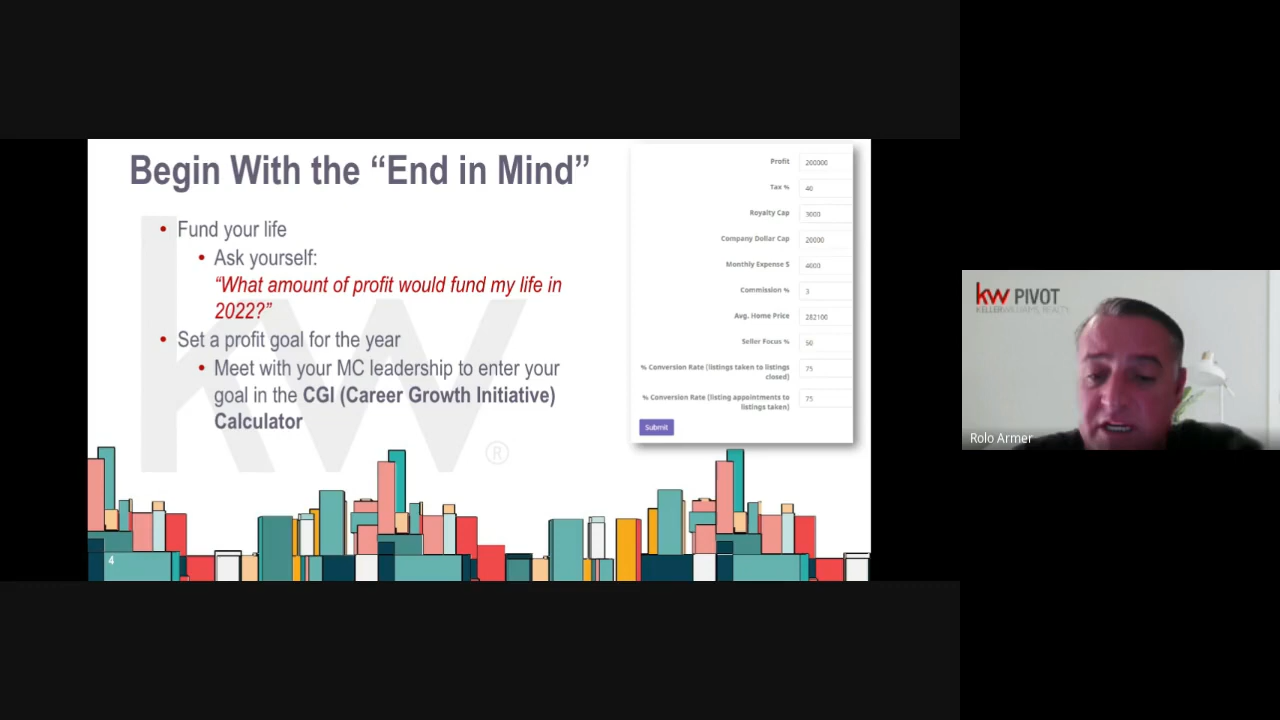 Begin With the “End in Mind”
• Fund your life
• Ask yourself:
“What amount of profit would fund my life in
2022?”
• Set a profit goal for the year
• Meet with your MC leadership to enter your
goal in the CGI (Career Growth Initiative)
Calculator
kw
®
4
Profit 200000
Tax % 40
Royalty Cap 3000
Company Dollar Cap 20000
Monthly Expense $ 4000
Commission % 3
Avg. Home Price 282100
Seller Focus % 50
% Conversion Rate (listings taken to listings 75
closed)
% Conversion Rate (listing appointments to 75
listings taken)
Submit
kw PIVOT
KELLERWILLIAMS. REALTY
Rolo Armer